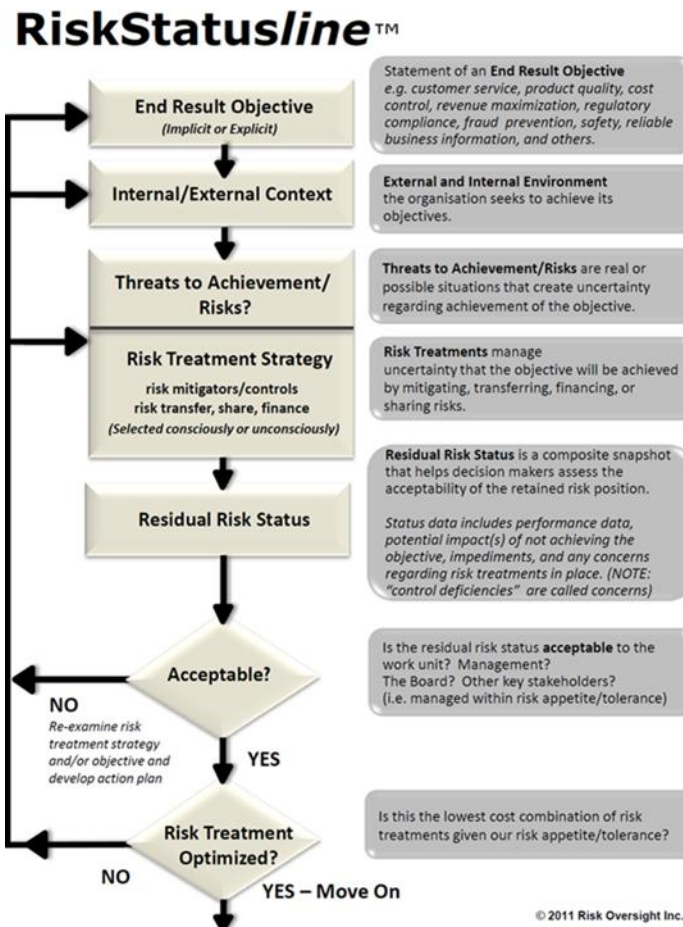 RiskStatusline™
End Result Objective
(Implicit or Explicit)
Statement of an End Result Objective
e.g. customer service, product quality, cost
control, revenue maximization, regulatory
compliance, fraud prevention, safety, reliable
business information, and others.
Internal/External Context
External and Internal Environment
the organisation seeks to achieve its
objectives.
Threats to Achievement/
Risks?
Threats to Achievement/Risks are real or
possible situations that create uncertainty
regarding achievement of the objective.
Risk Treatment Strategy
risk mitigators/controls
risk transfer, share, finance
(Selected consciously or unconsciously)
Risk Treatments manage
uncertainty that the objective will be achieved
by mitigating, transferring, financing, or
sharing risks.
Residual Risk Status
Residual Risk Status is a composite snapshot
that helps decision makers assess the
acceptability of the retained risk position.
Status data includes performance data,
potential impact(s) of not achieving the
objective, impediments, and any concerns
regarding risk treatments in place. (NOTE:
“control deficiencies” are called concerns)
Acceptable?
Is the residual risk status acceptable to the
work unit? Management?
The Board? Other key stakeholders?
(i.e. managed within risk appetite/tolerance)
NO
Re-examine risk
treatment strategy
and/or objective and
develop action plan
YES
Risk Treatment
Optimized?
Is this the lowest cost combination of risk
treatments given our risk appetite/tolerance?
NO
YES – Move On
© 2011 Risk Oversight Inc.